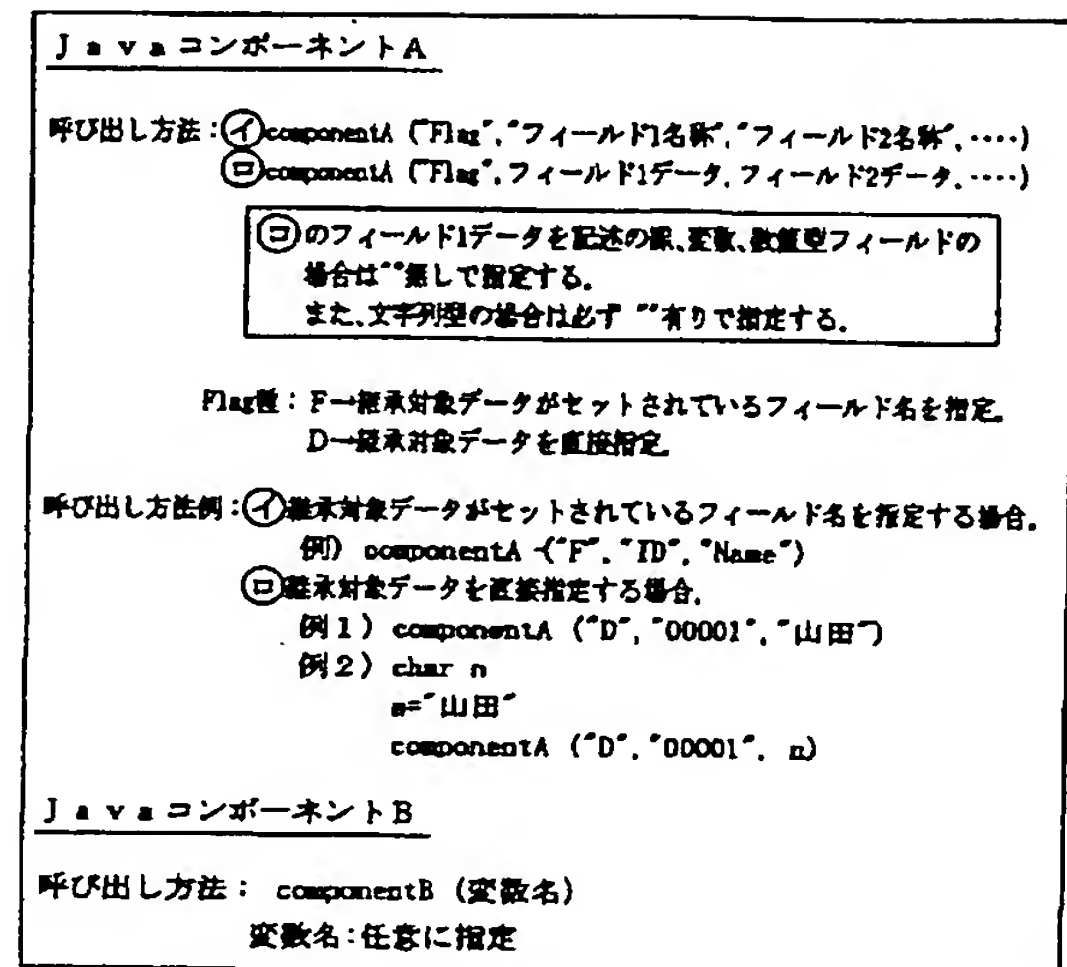 JavaコンポーネントA
呼び出し方法：㋑componentA ("Flag", "フィールド1名称", "フィールド2名称", ‥‥)
㋺componentA ("Flag", フィールド1データ, フィールド2データ, ‥‥)
㋺のフィールド1データを記述の際、変数、数値型フィールドの
場合は""無しで指定する。
また、文字列型の場合は必ず ""有りで指定する。
Flag種：F→継承対象データがセットされているフィールド名を指定。
D→継承対象データを直接指定。
呼び出し方法例：㋑継承対象データがセットされているフィールド名を指定する場合。
例） componentA ("F", "ID", "Name")
㋺継承対象データを直接指定する場合。
例１） componentA ("D", "00001", "山田")
例２） char n
n="山田"
componentA ("D", "00001", n)
JavaコンポーネントB
呼び出し方法： componentB (変数名)
変数名：任意に指定